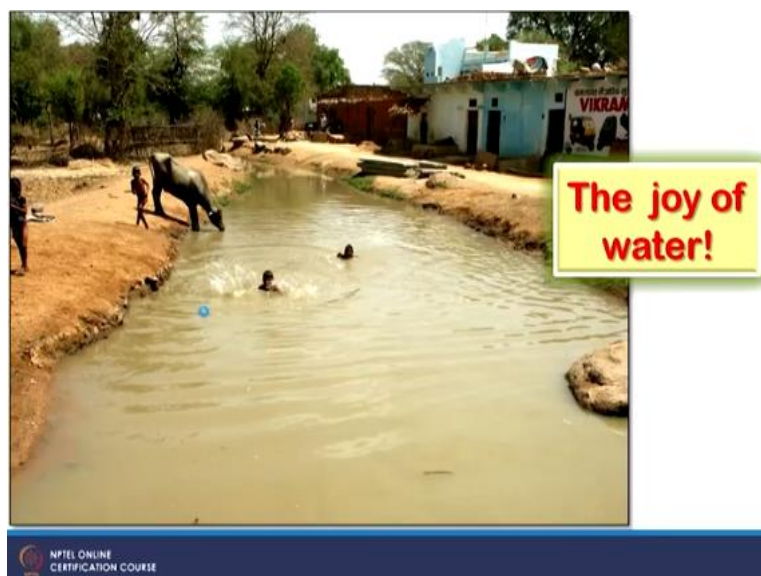 VIKRAM
The joy of
water!
NPTEL ONLINE
CERTIFICATION COURSE